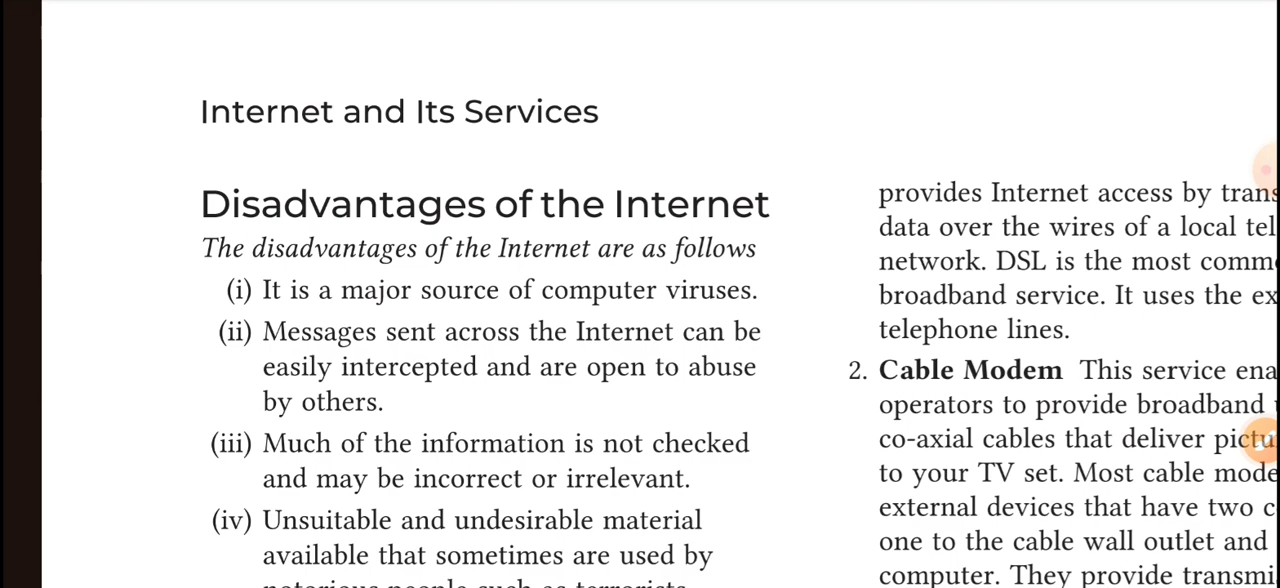 Internet and Its Services
Disadvantages of the Internet
The disadvantages of the Internet are as follows
(i) It is a major source of computer viruses.
(ii) Messages sent across the Internet can be
easily intercepted and are open to abuse
by others.
(iii) Much of the information is not checked
and may be incorrect or irrelevant.
(iv) Unsuitable and undesirable material
available that sometimes are used by
notorious people such as terrorists.
provides Internet access by
data over the wires of a local
network. DSL is the most
broadband service. It uses the
telephone lines.
2. Cable Modem This service
operators to provide broadband
co-axial cables that deliver
to your TV set. Most cable
external devices that have two
one to the cable wall outlet and
computer. They provide